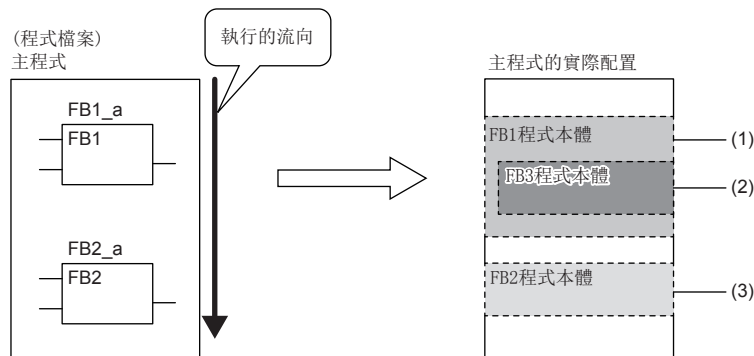 (程式檔案)
主程式
執行的流向
FB1_a
FB1
FB2_a
FB2
主程式的實際配置
FB1程式本體
(1)
FB3程式本體
(2)
FB2程式本體
(3)